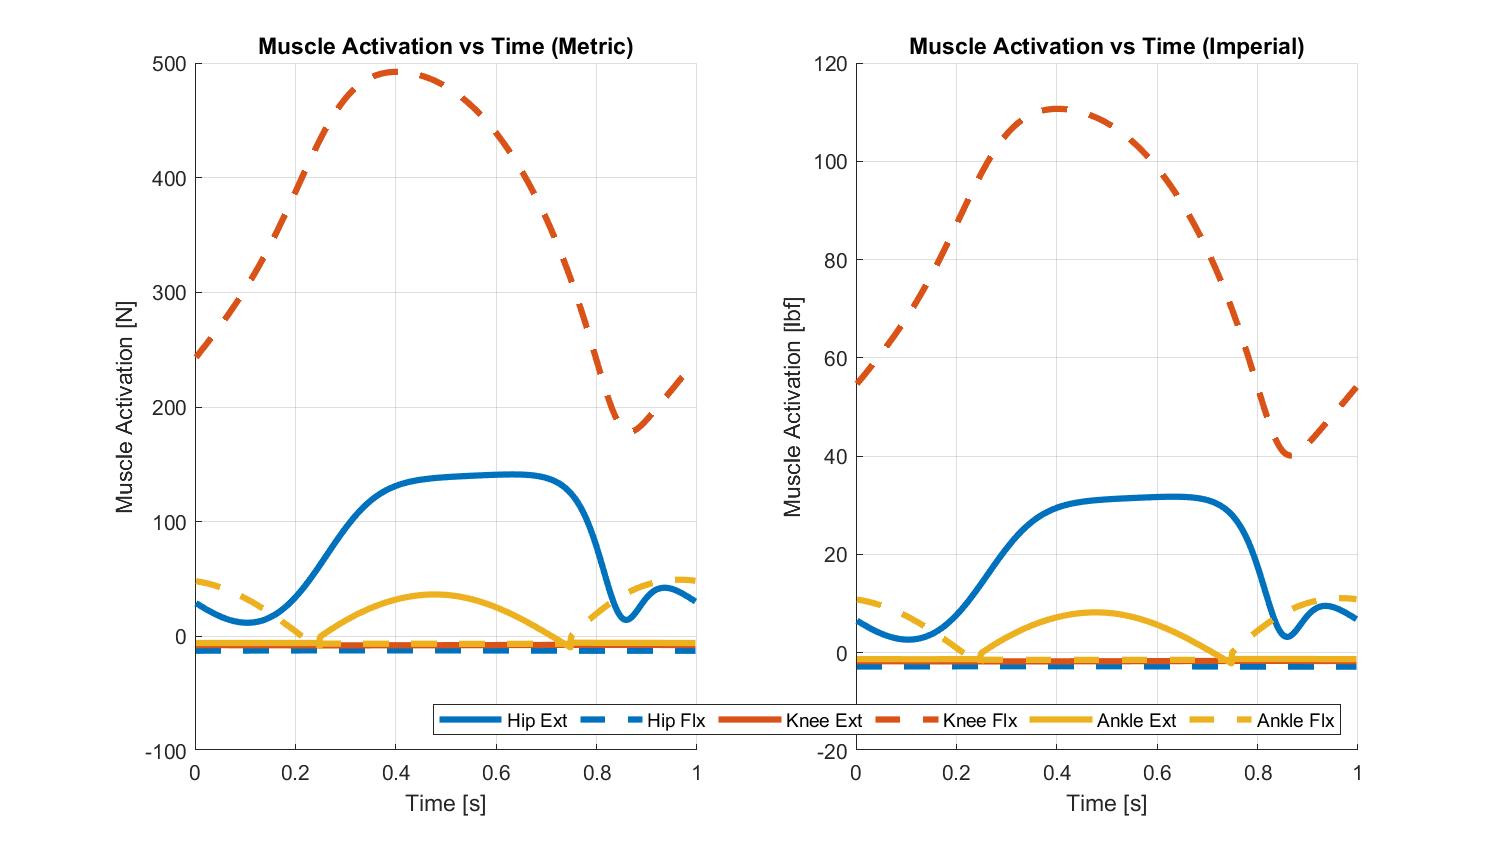 Muscle Activation vs Time (Metric)
500
400
300
200
100
0
-100
Muscle Activation [N]
0 0.2 0.4 0.6 0.8 1
Time [s]
Muscle Activation vs Time (Imperial)
120
100
80
60
40
20
0
-20
Muscle Activation [lbf]
0 0.2 0.4 0.6 0.8 1
Time [s]
Hip Ext Hip Flx Knee Ext Knee Flx Ankle Ext Ankle Flx